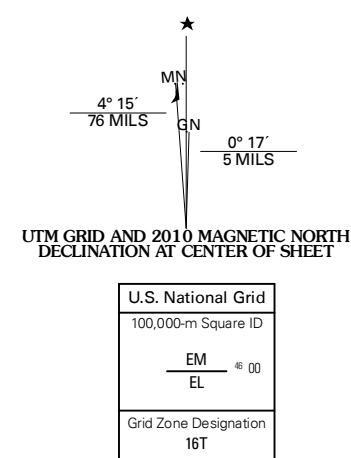 MN.
4° 15´
76 MILS
GN
0° 17´
5 MILS
UTM GRID AND 2010 MAGNETIC NORTH
DECLINATION AT CENTER OF SHEET
U.S. National Grid
100,000-m Square ID
EM
46 00
EL
Grid Zone Designation
16T